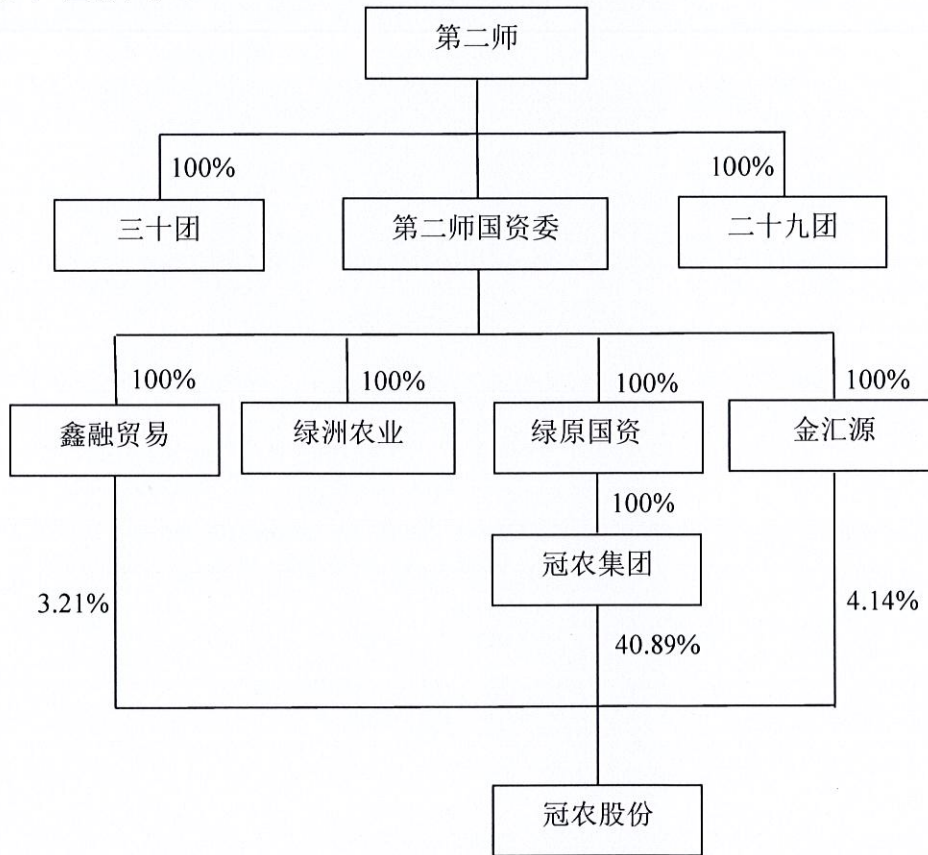 第二师
100%
100%
三十团
第二师国资委
二十九团
100%
100%
100%
100%
鑫融贸易
绿洲农业
绿原国资
金汇源
100%
冠农集团
3.21%
4.14%
40.89%
冠农股份